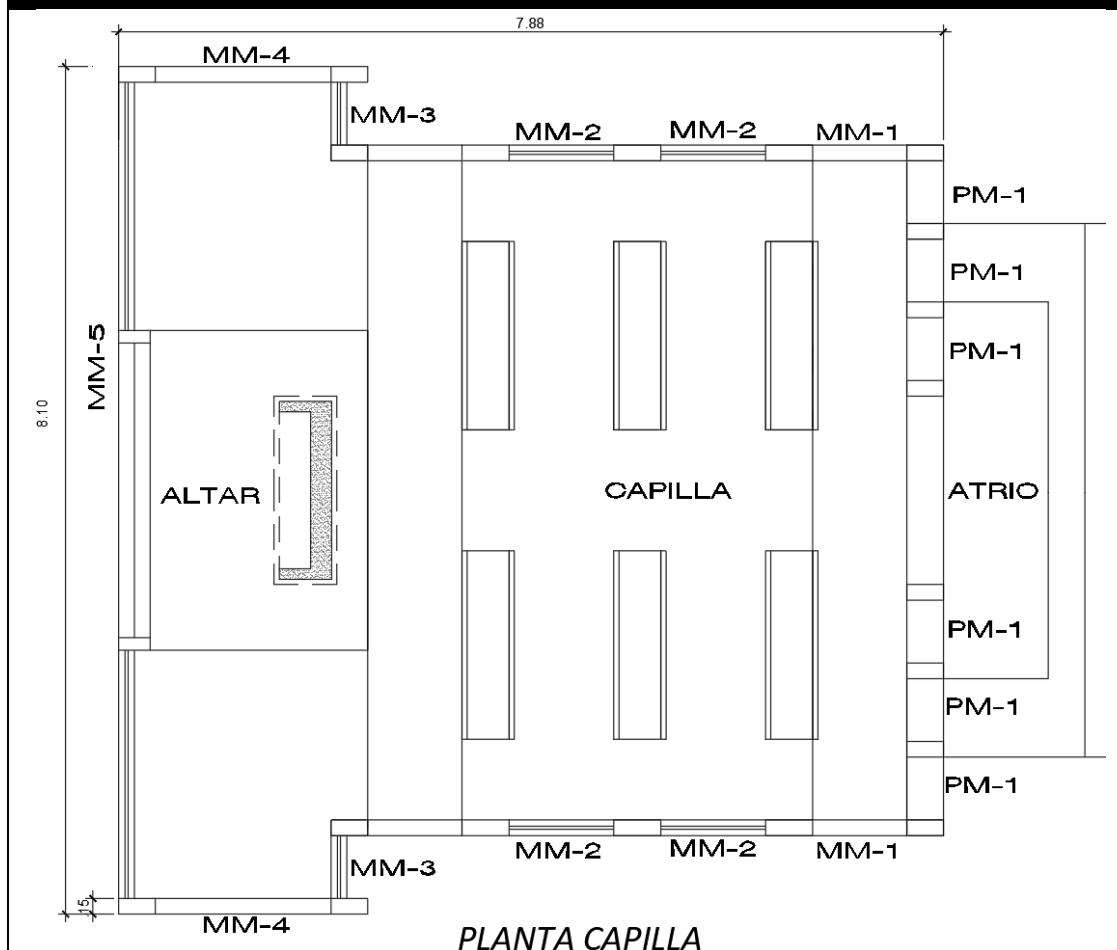 7.88
MM-4
MM-3
MM-2
MM-2
MM-1
PM-1
PM-1
MM-5
PM-1
8.10
ALTAR
CAPILLA
ATRIO
PM-1
PM-1
PM-1
MM-3
MM-2
MM-2
MM-1
.15
MM-4
PLANTA CAPILLA